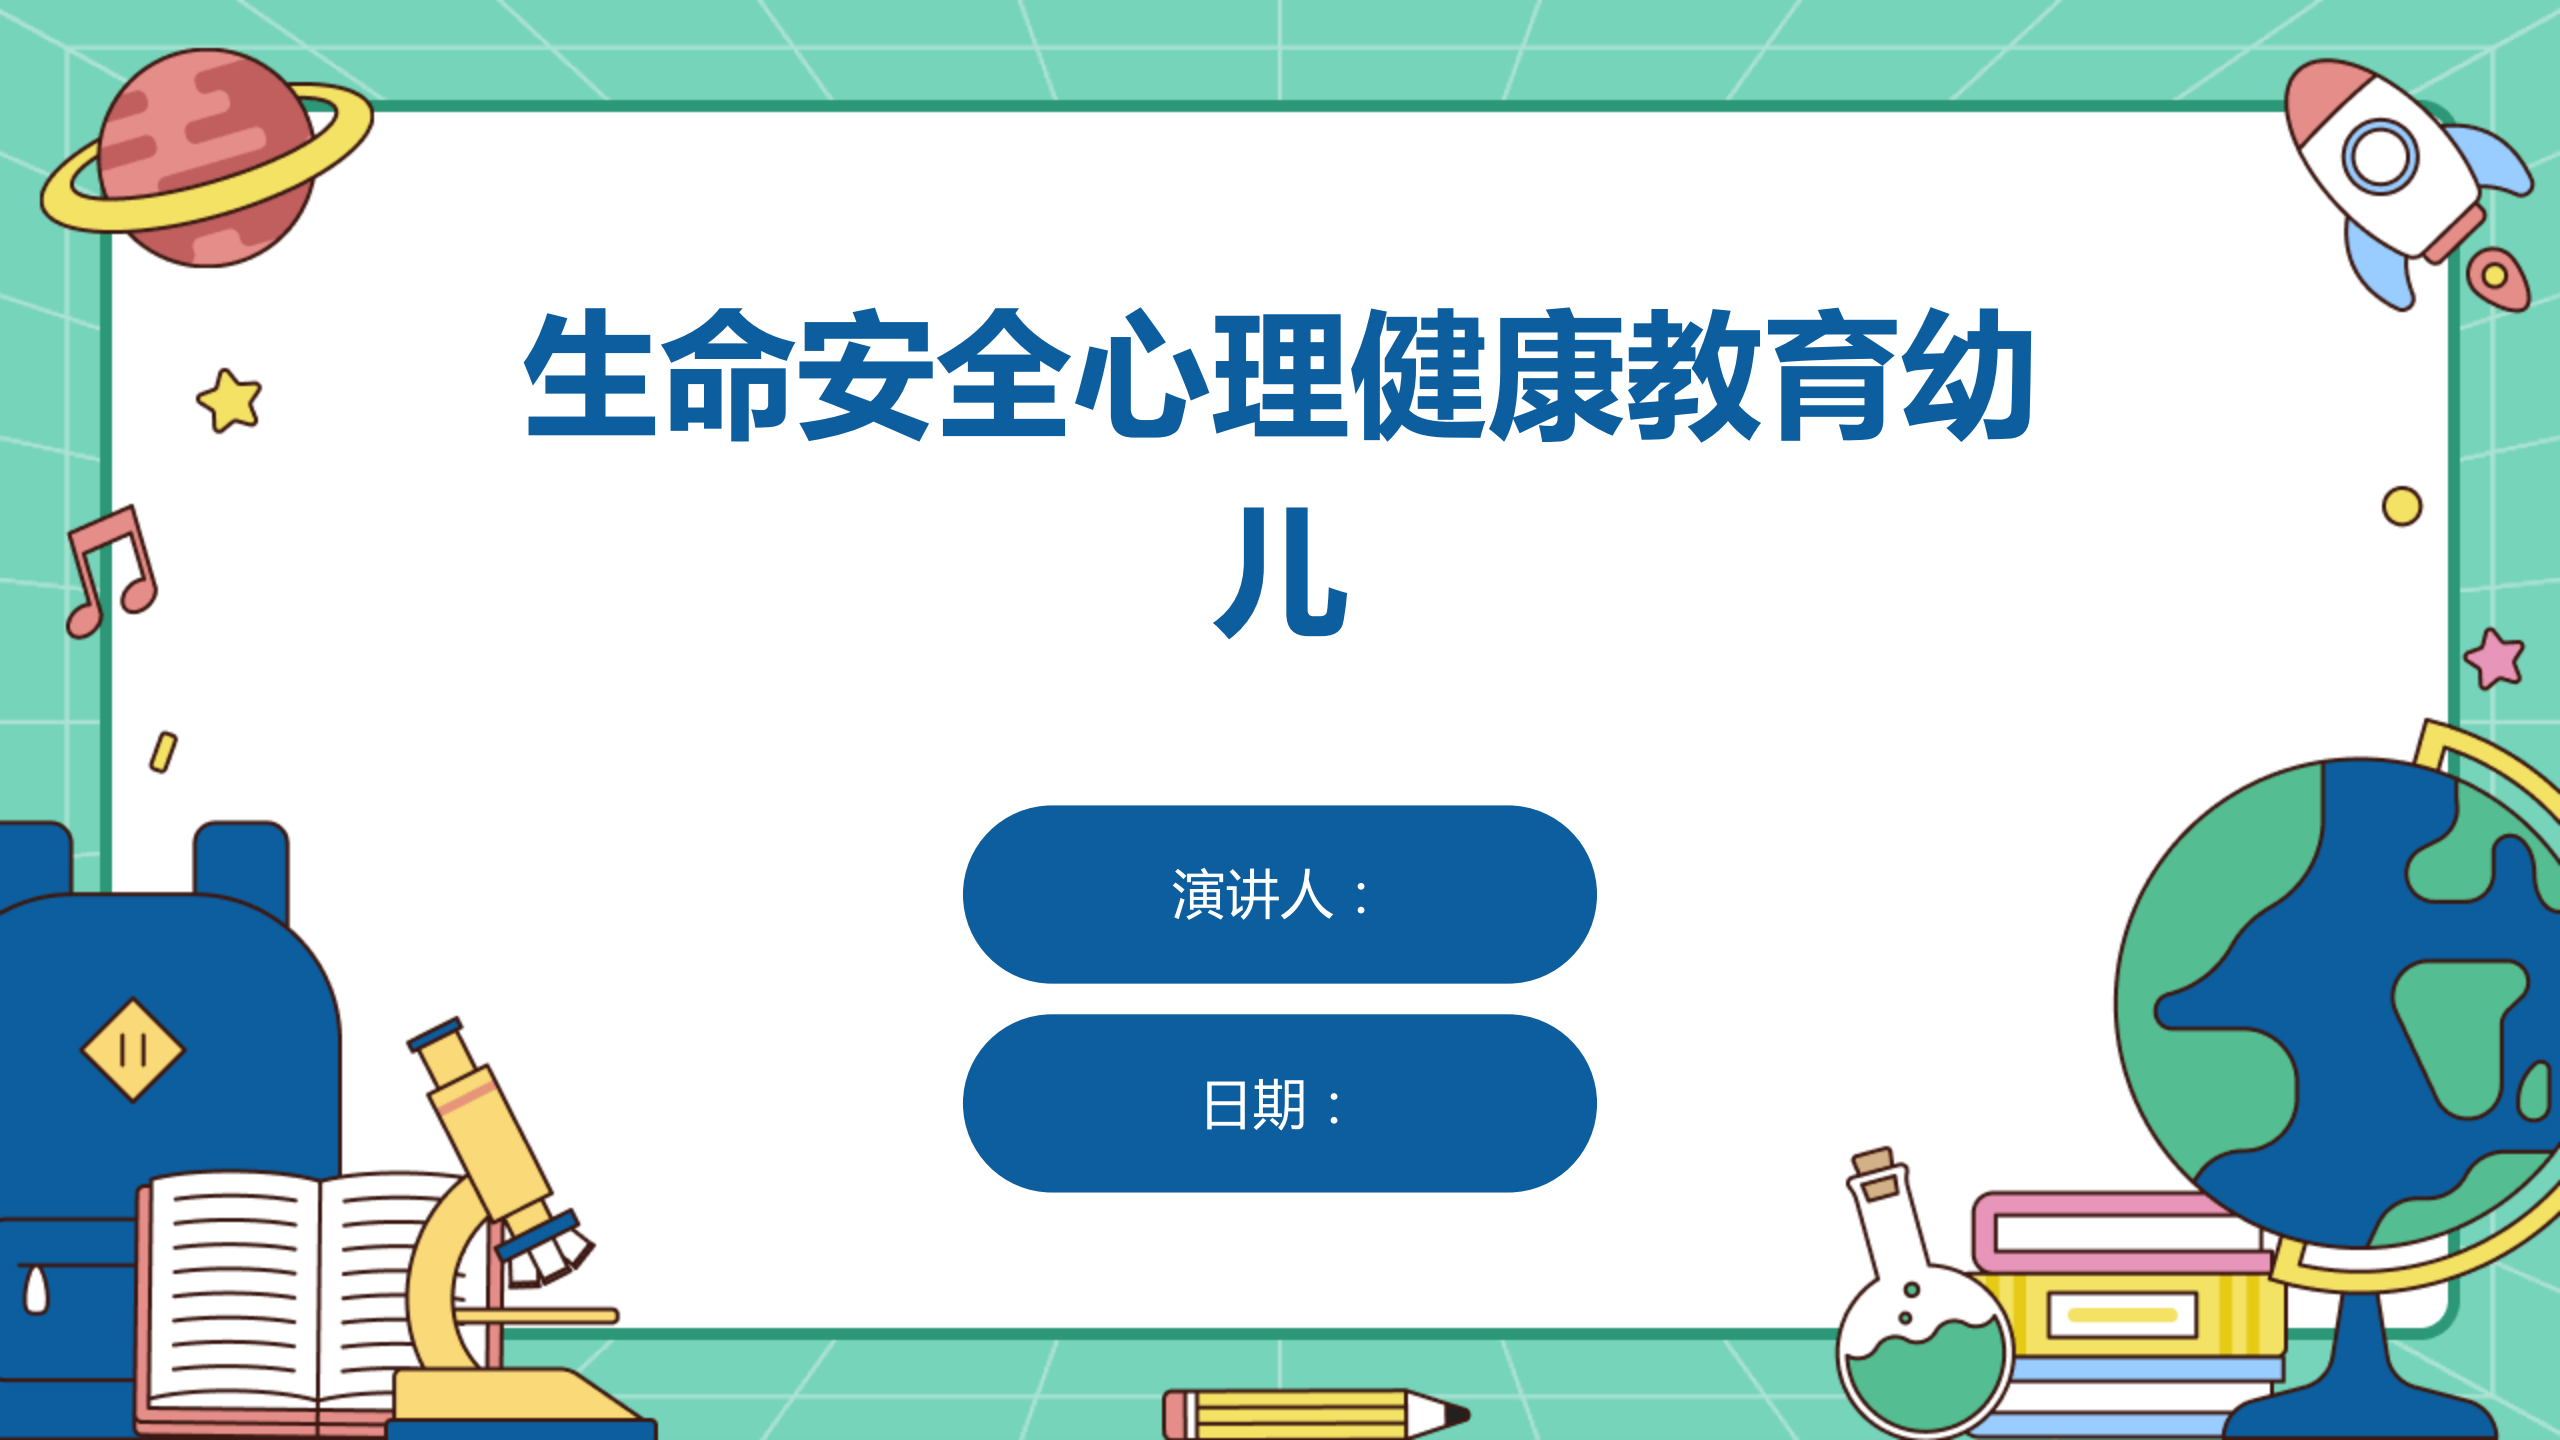 生命安全心理健康教育幼
儿
演讲人：
日期：